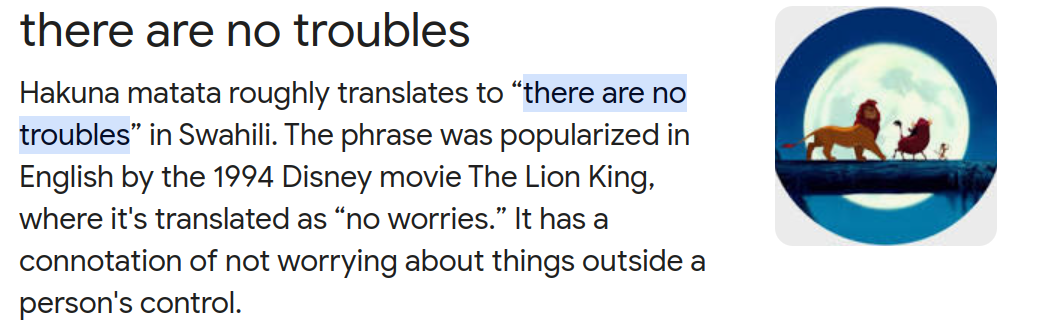 there are no troubles
Hakuna matata roughly translates to “there are no
troubles” in Swahili. The phrase was popularized in
English by the 1994 Disney movie The Lion King,
where it's translated as “no worries.” It has a
connotation of not worrying about things outside a
person's control.